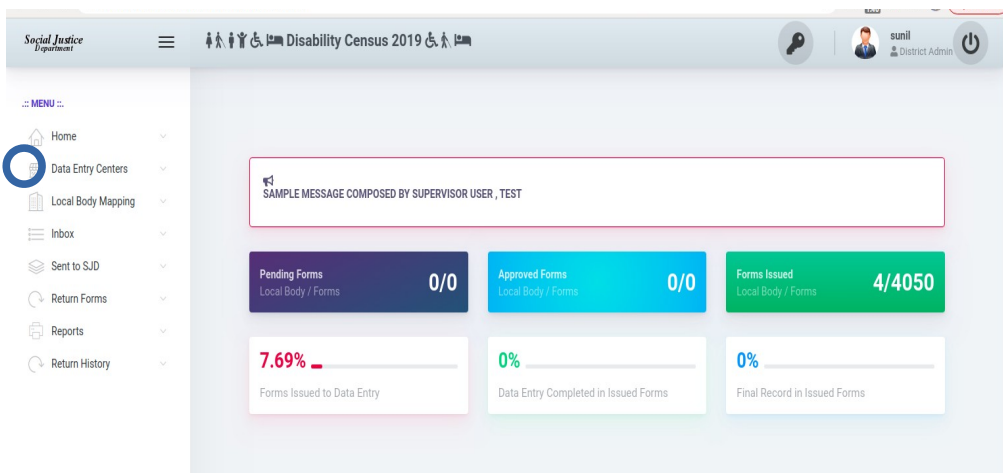 Social Justice
Department
Disability Census 2019
sunil
District Admin
.:: MENU ::.
Home
Data Entry Centers
Local Body Mapping
Inbox
Sent to SJD
Return Forms
Reports
Return History
SAMPLE MESSAGE COMPOSED BY SUPERVISOR USER , TEST
Pending Forms
Local Body / Forms
0/0
Approved Forms
Local Body / Forms
0/0
Forms Issued
Local Body / Forms
4/4050
7.69%
Forms Issued to Data Entry
0%
Data Entry Completed in Issued Forms
0%
Final Record in Issued Forms